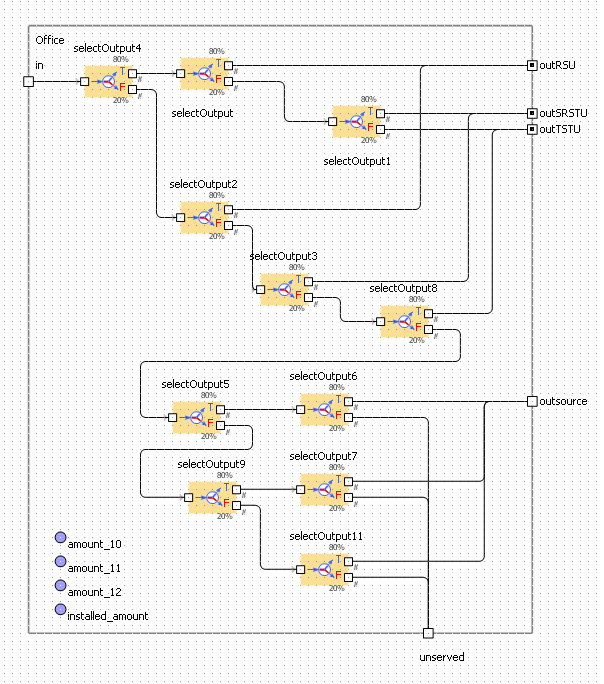 Office
selectOutput4
in
80%
T
F
20%
80%
T
F
20%
outRSU
selectOutput
80%
T
F
20%
outSRSTU
outTSTU
selectOutput1
selectOutput2
80%
T
F
20%
selectOutput3
80%
T
F
20%
selectOutput8
80%
T
F
20%
selectOutput5
80%
T
F
20%
selectOutput6
80%
T
F
20%
outsource
selectOutput9
80%
T
F
20%
selectOutput7
80%
T
F
20%
selectOutput11
80%
T
F
20%
amount_10
amount_11
amount_12
installed_amount
unserved